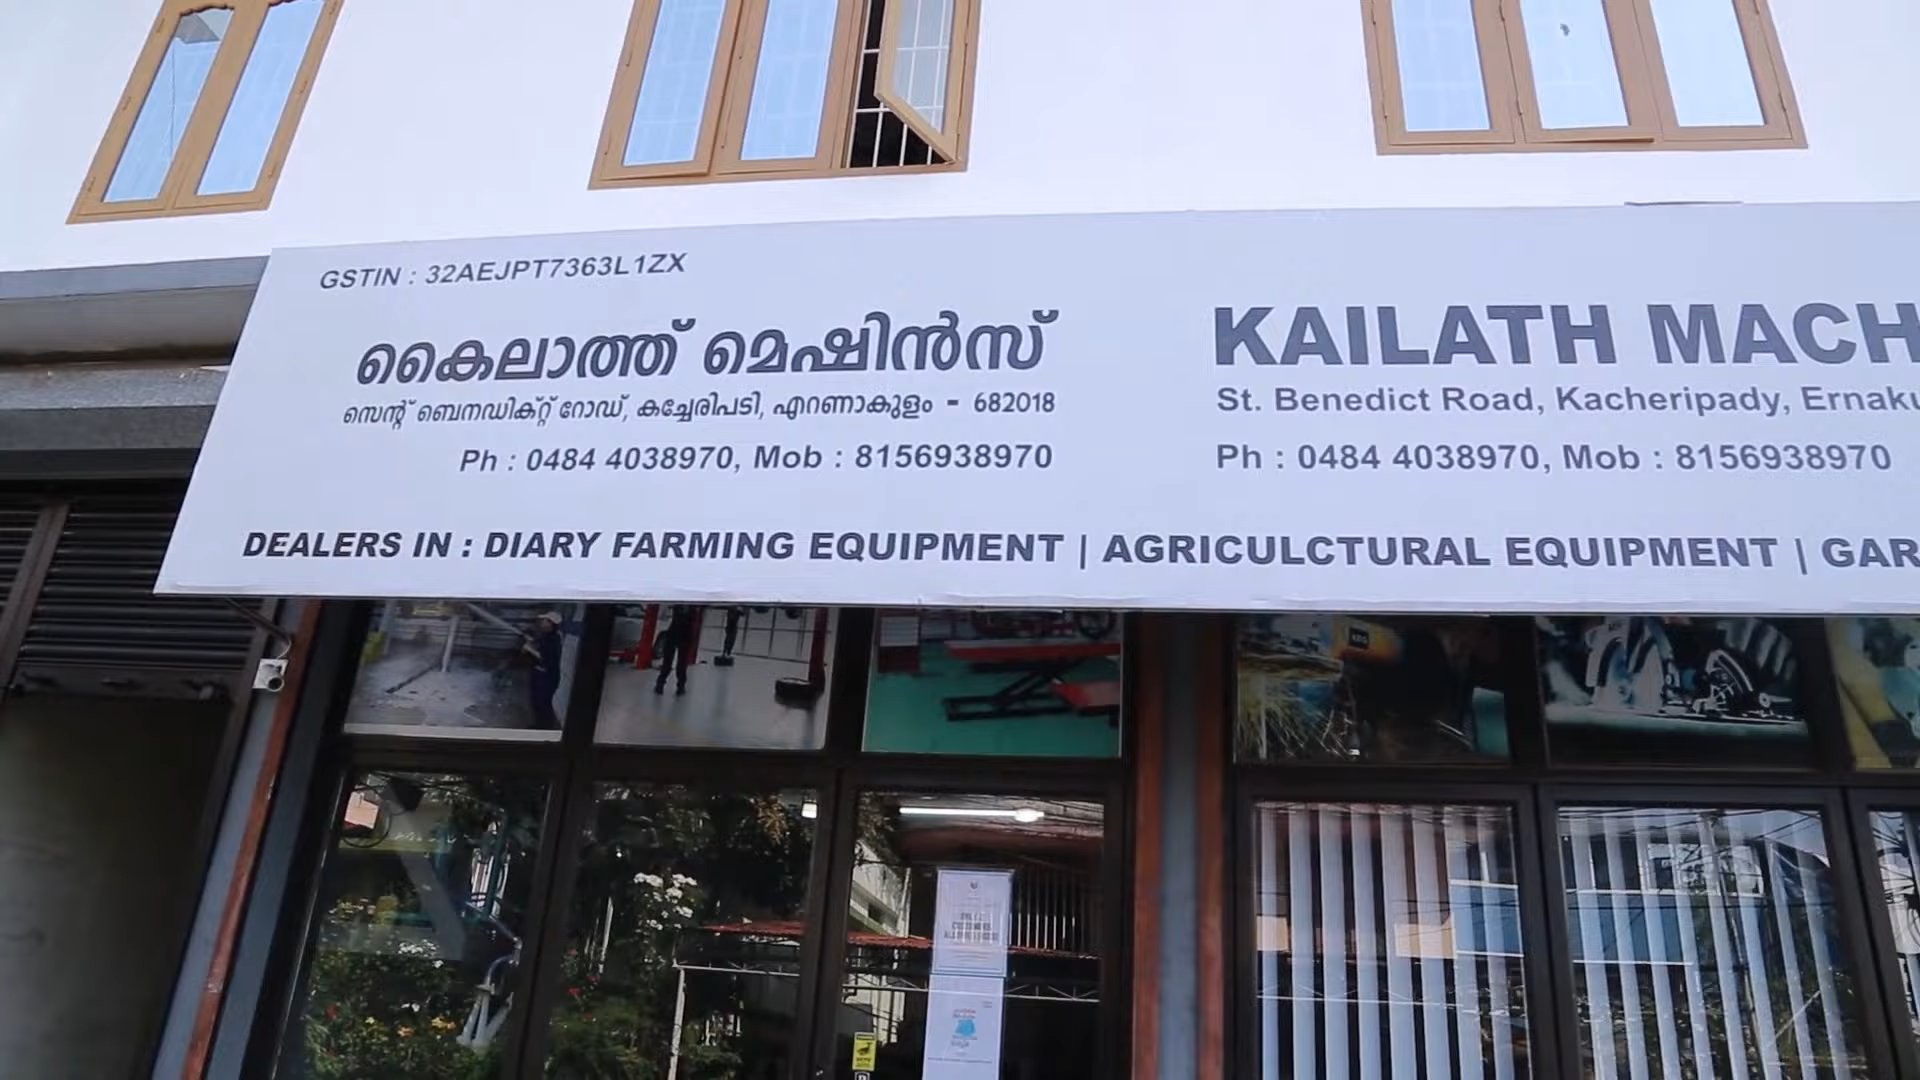 GSTIN : 32AEJPT7363L1ZX
കൈലാത്ത് മെഷിൻസ്
സെന്റ് ബെനഡിക്റ്റ് റോഡ്, കച്ചേരിപടി, എറണാകുളം - 682018
Ph : 0484 4038970, Mob : 8156938970
KAILATH MACH
St. Benedict Road, Kacheripady, Ernaku
Ph : 0484 4038970, Mob : 8156938970
DEALERS IN : DIARY FARMING EQUIPMENT | AGRICULCTURAL EQUIPMENT | GAR